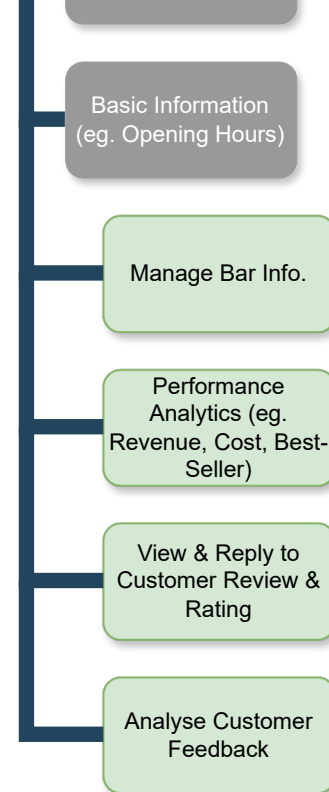 Basic Information
(eg. Opening Hours)
Manage Bar Info.
Performance
Analytics (eg.
Revenue, Cost, Best-
Seller)
View & Reply to
Customer Review &
Rating
Analyse Customer
Feedback